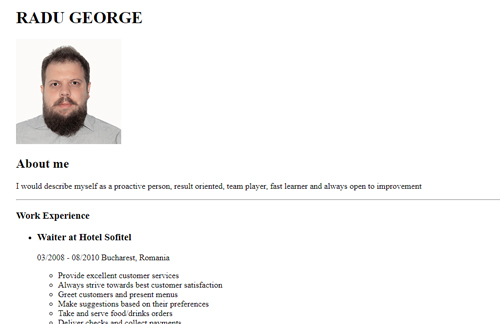 RADU GEORGE
About me
I would describe myself as a proactive person, result oriented, team player, fast learner and always open to improvement
Work Experience
Waiter at Hotel Sofitel
03/2008 - 08/2010 Bucharest, Romania
Provide excellent customer services
Always strive towards best customer satisfaction
Greet customers and present menus
Make suggestions based on their preferences
Take and serve food/drinks orders
Deliver checks and collect payments